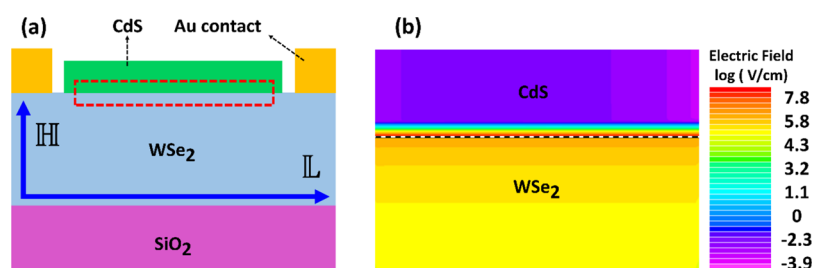 (a)
CdS
Au contact
ℍ
WSe2
𝕃
SiO2
(b)
CdS
WSe2
Electric Field
log ( V/cm)
7.8
5.8
4.3
3.2
1.1
0
-2.3
-3.9